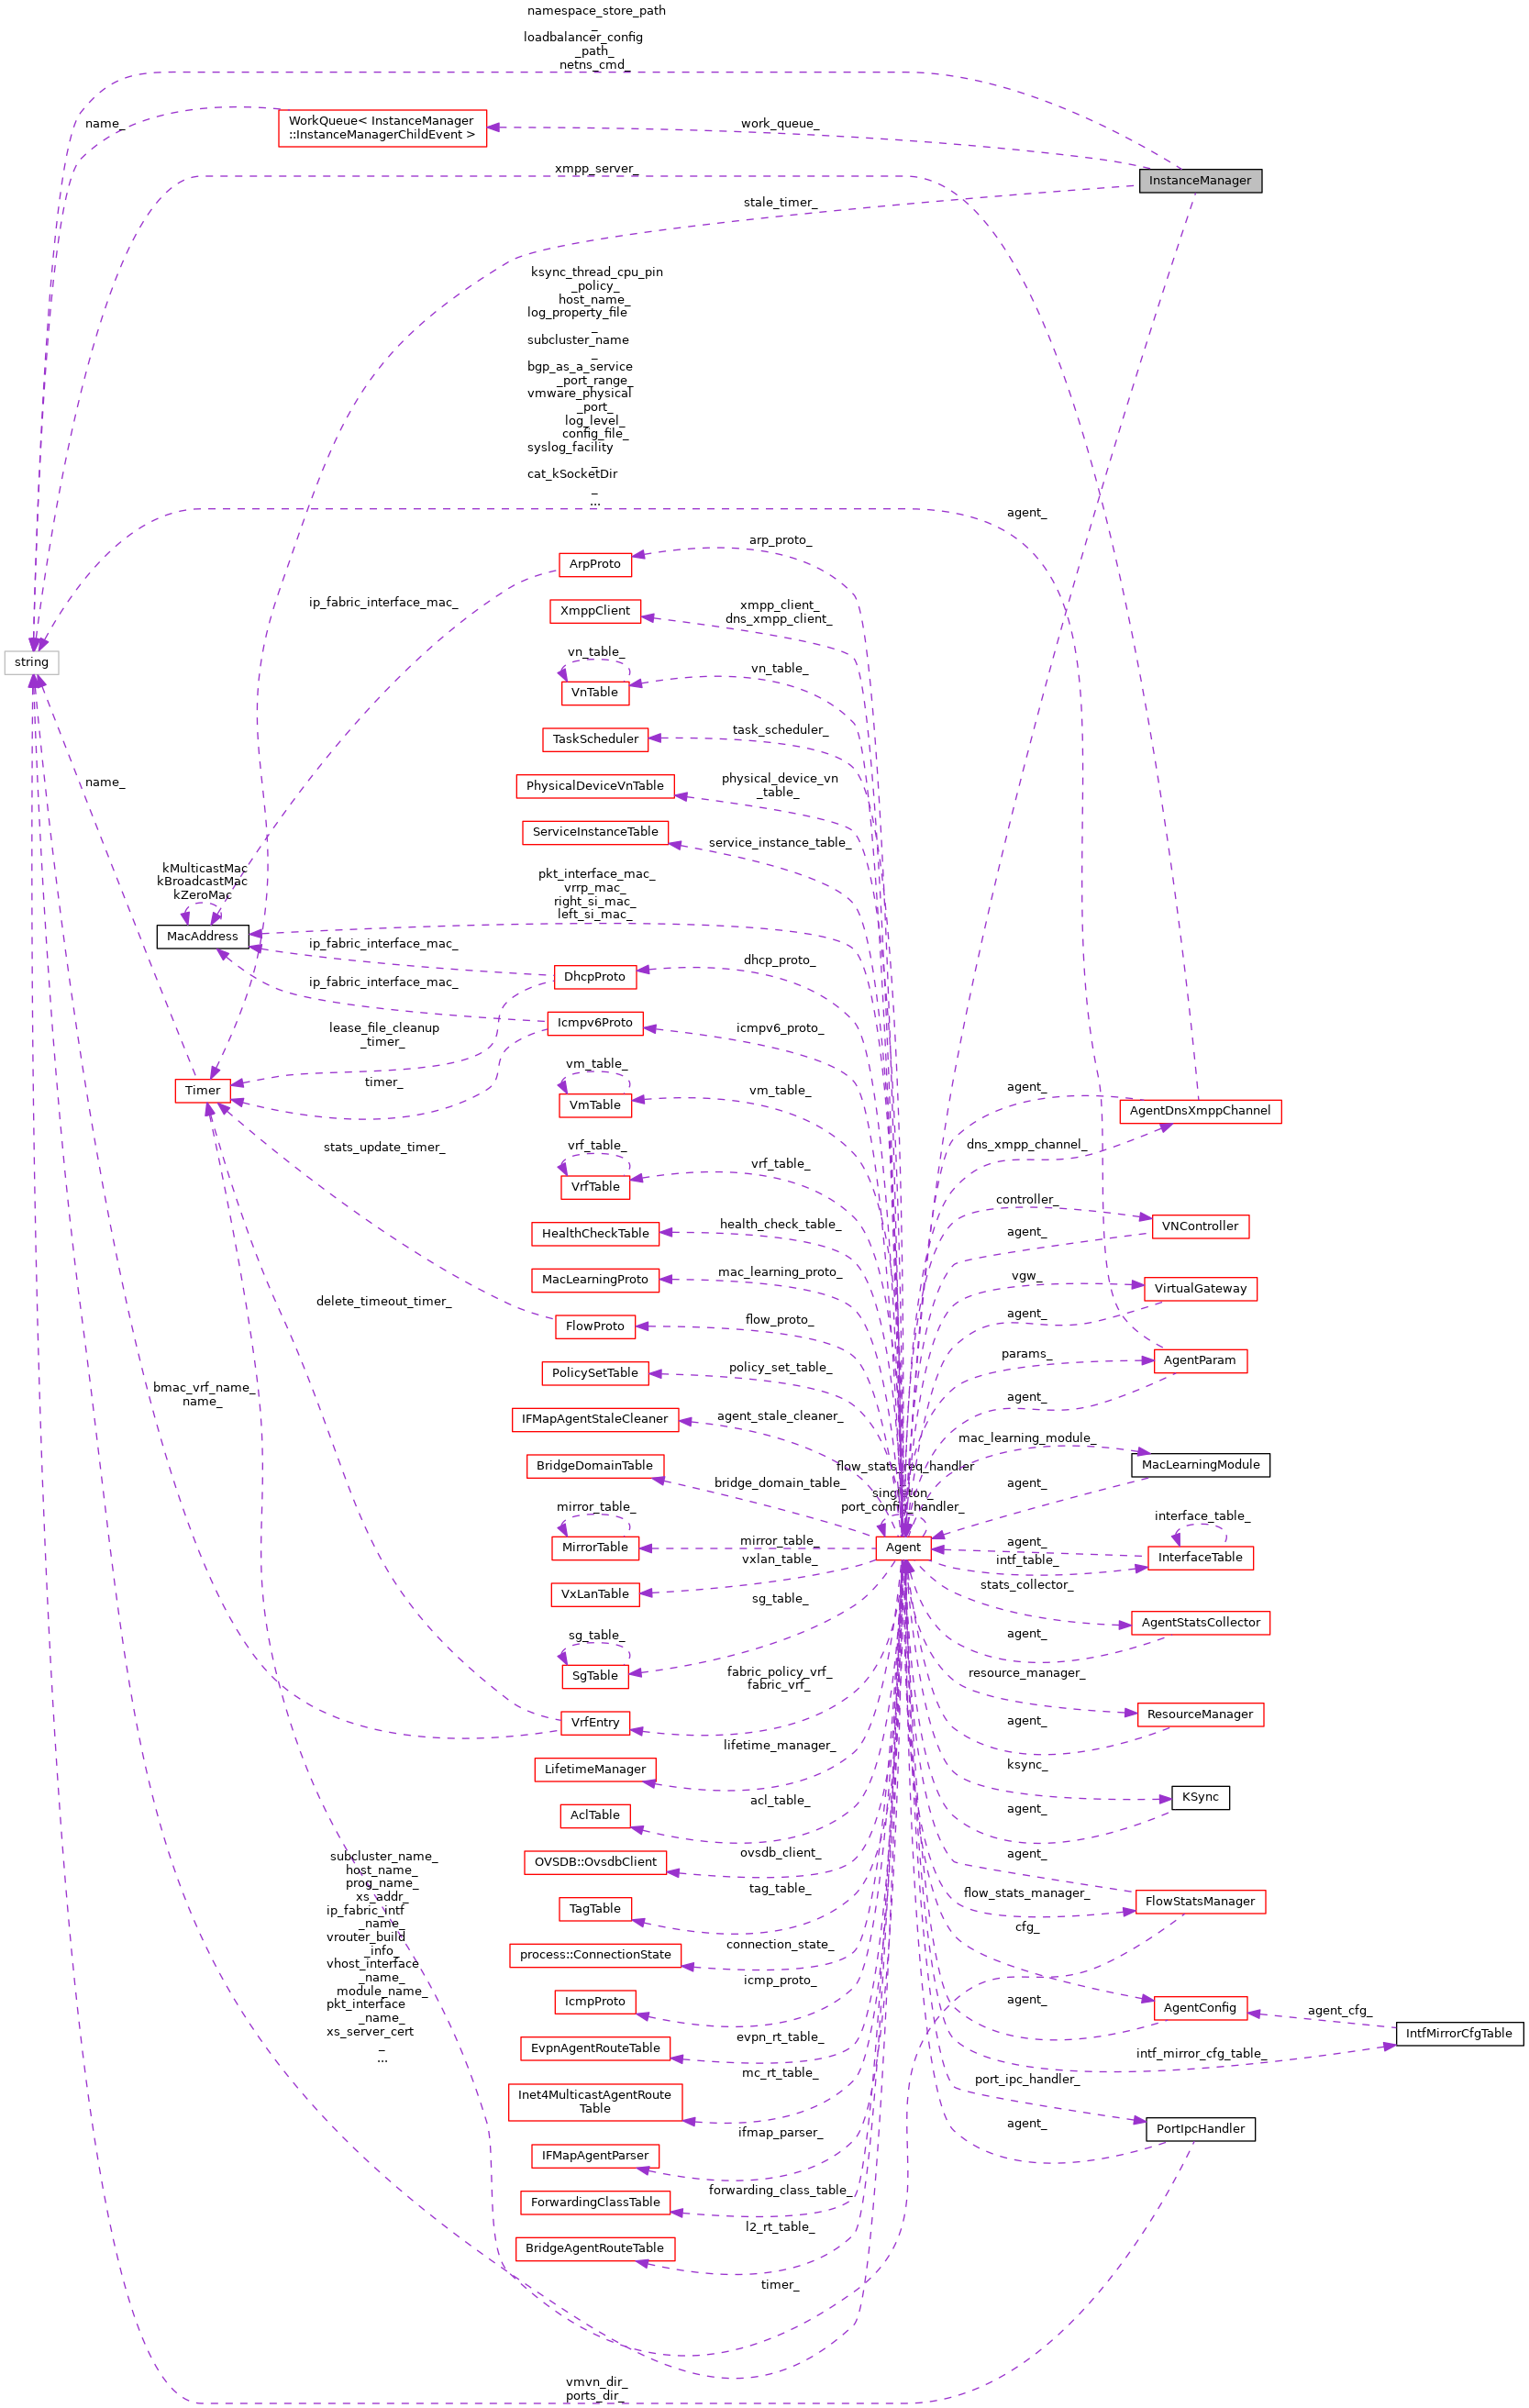 namespace_store_path
_
loadbalancer_config
_path_
netns_cmd_
name_
WorkQueue< InstanceManager
::InstanceManagerChildEvent >
work_queue_
xmpp_server_
InstanceManager
stale_timer_
ksync_thread_cpu_pin
_policy_
host_name_
log_property_file
_
subcluster_name
_
bgp_as_a_service
_port_range_
vmware_physical
_port_
log_level_
config_file_
syslog_facility
_
cat_kSocketDir
_
...
agent_
arp_proto_
ArpProto
ip_fabric_interface_mac_
XmppClient
xmpp_client_
dns_xmpp_client_
string
vn_table_
VnTable
vn_table_
TaskScheduler
task_scheduler_
name_
PhysicalDeviceVnTable
physical_device_vn
_table_
ServiceInstanceTable
service_instance_table_
kMulticastMac
kBroadcastMac
kZeroMac
MacAddress
pkt_interface_mac_
vrrp_mac_
right_si_mac_
left_si_mac_
ip_fabric_interface_mac_
DhcpProto
dhcp_proto_
ip_fabric_interface_mac_
Icmpv6Proto
icmpv6_proto_
lease_file_cleanup
_timer_
vm_table_
timer_
Timer
VmTable
vm_table_
agent_
AgentDnsXmppChannel
stats_update_timer_
vrf_table_
dns_xmpp_channel_
VrfTable
vrf_table_
controller_
HealthCheckTable
health_check_table_
agent_
VNController
MacLearningProto
mac_learning_proto_
vgw_
VirtualGateway
delete_timeout_timer_
FlowProto
flow_proto_
agent_
params_
AgentParam
PolicySetTable
policy_set_table_
bmac_vrf_name_
name_
agent_
IFMapAgentStaleCleaner
agent_stale_cleaner_
mac_learning_module_
BridgeDomainTable
flow_stats_req_handler
_
MacLearningModule
bridge_domain_table_
agent_
singleton_
port_config_handler_
mirror_table_
interface_table_
MirrorTable
mirror_table_
Agent
agent_
InterfaceTable
vxlan_table_
intf_table_
VxLanTable
stats_collector_
sg_table_
AgentStatsCollector
sg_table_
agent_
SgTable
fabric_policy_vrf_
fabric_vrf_
resource_manager_
VrfEntry
ResourceManager
agent_
lifetime_manager_
LifetimeManager
ksync_
acl_table_
KSync
AclTable
agent_
ovsdb_client_
OVSDB::OvsdbClient
agent_
tag_table_
TagTable
flow_stats_manager_
FlowStatsManager
subcluster_name_
host_name_
prog_name_
xs_addr_
ip_fabric_intf
_name_
vrouter_build
_info_
vhost_interface
_name_
module_name_
pkt_interface
_name_
xs_server_cert
_
...
connection_state_
process::ConnectionState
cfg_
icmp_proto_
IcmpProto
agent_
AgentConfig
agent_cfg_
IntfMirrorCfgTable
evpn_rt_table_
EvpnAgentRouteTable
intf_mirror_cfg_table_
mc_rt_table_
Inet4MulticastAgentRoute
Table
port_ipc_handler_
PortIpcHandler
agent_
ifmap_parser_
IFMapAgentParser
forwarding_class_table_
ForwardingClassTable
l2_rt_table_
BridgeAgentRouteTable
timer_
vmvn_dir_
ports_dir_